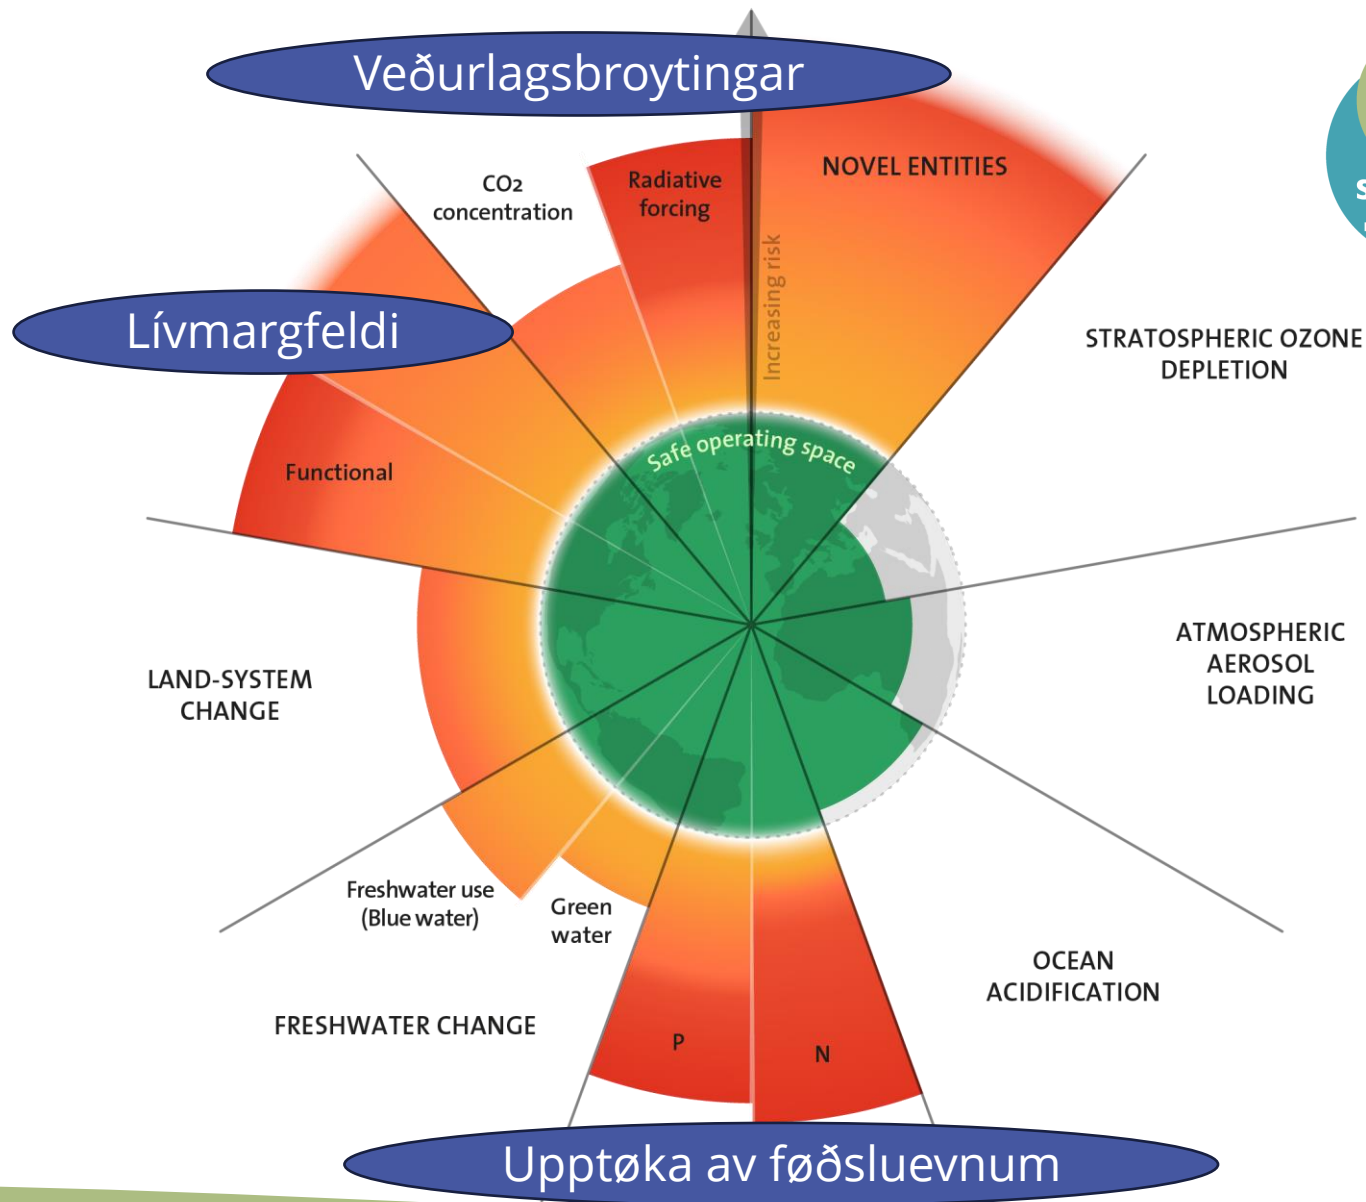 Veðurlagsbroytingar
CO2
concentration
Radiative
forcing
NOVEL ENTITIES
Increasing risk
Lívmargfeldi
STRATOSPHERIC OZONE
DEPLETION
Safe operating space
Functional
LAND-SYSTEM
CHANGE
ATMOSPHERIC
AEROSOL
LOADING
Freshwater use
(Blue water)
Green
water
FRESHWATER CHANGE
P
N
OCEAN
ACIDIFICATION
Upptøka av føðsluevnum